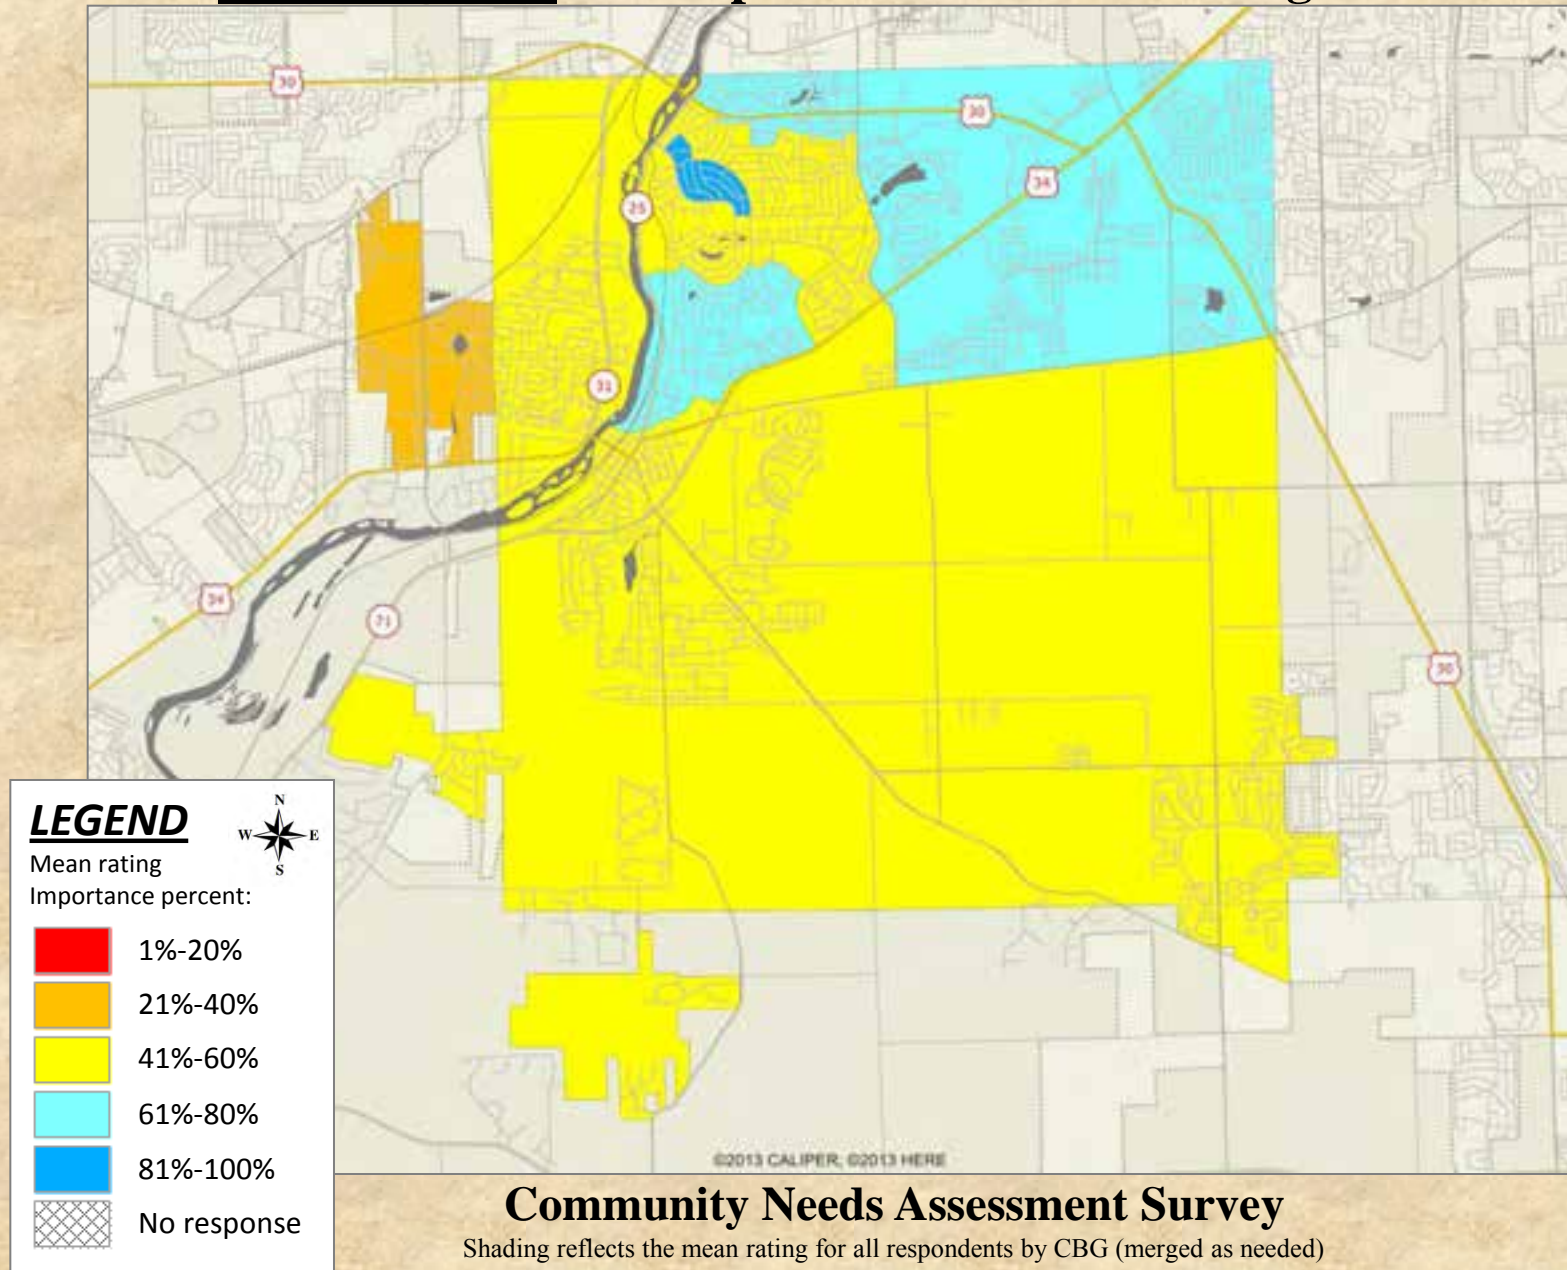 30
30
34
25
31
34
71
30
LEGEND
N
W E
S
Mean rating
Importance percent:
1%-20%
21%-40%
41%-60%
61%-80%
81%-100%
No response
©2013 CALIPER, ©2013 HERE
Community Needs Assessment Survey
Shading reflects the mean rating for all respondents by CBG (merged as needed)